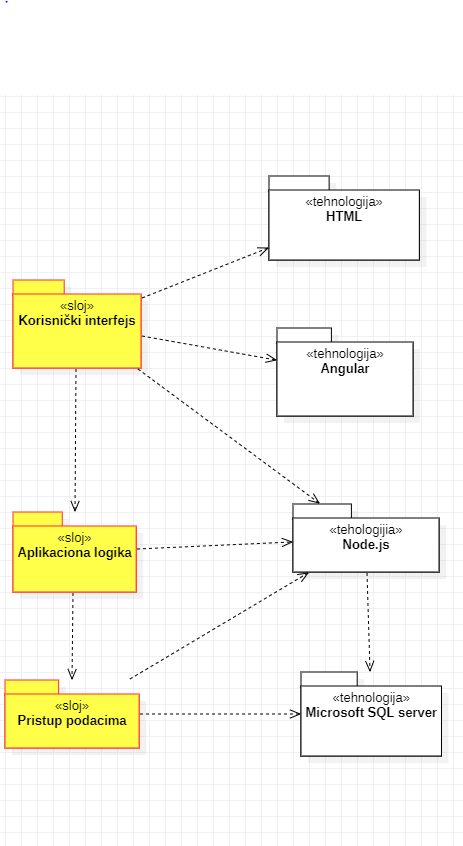 «tehnologija»
HTML
«sloj»
Korisnički interfejs
«tehnologija»
Angular
«sloj»
Aplikaciona logika
«tehologijia»
Node.js
«sloj»
Pristup podacima
«tehnologija»
Microsoft SQL server